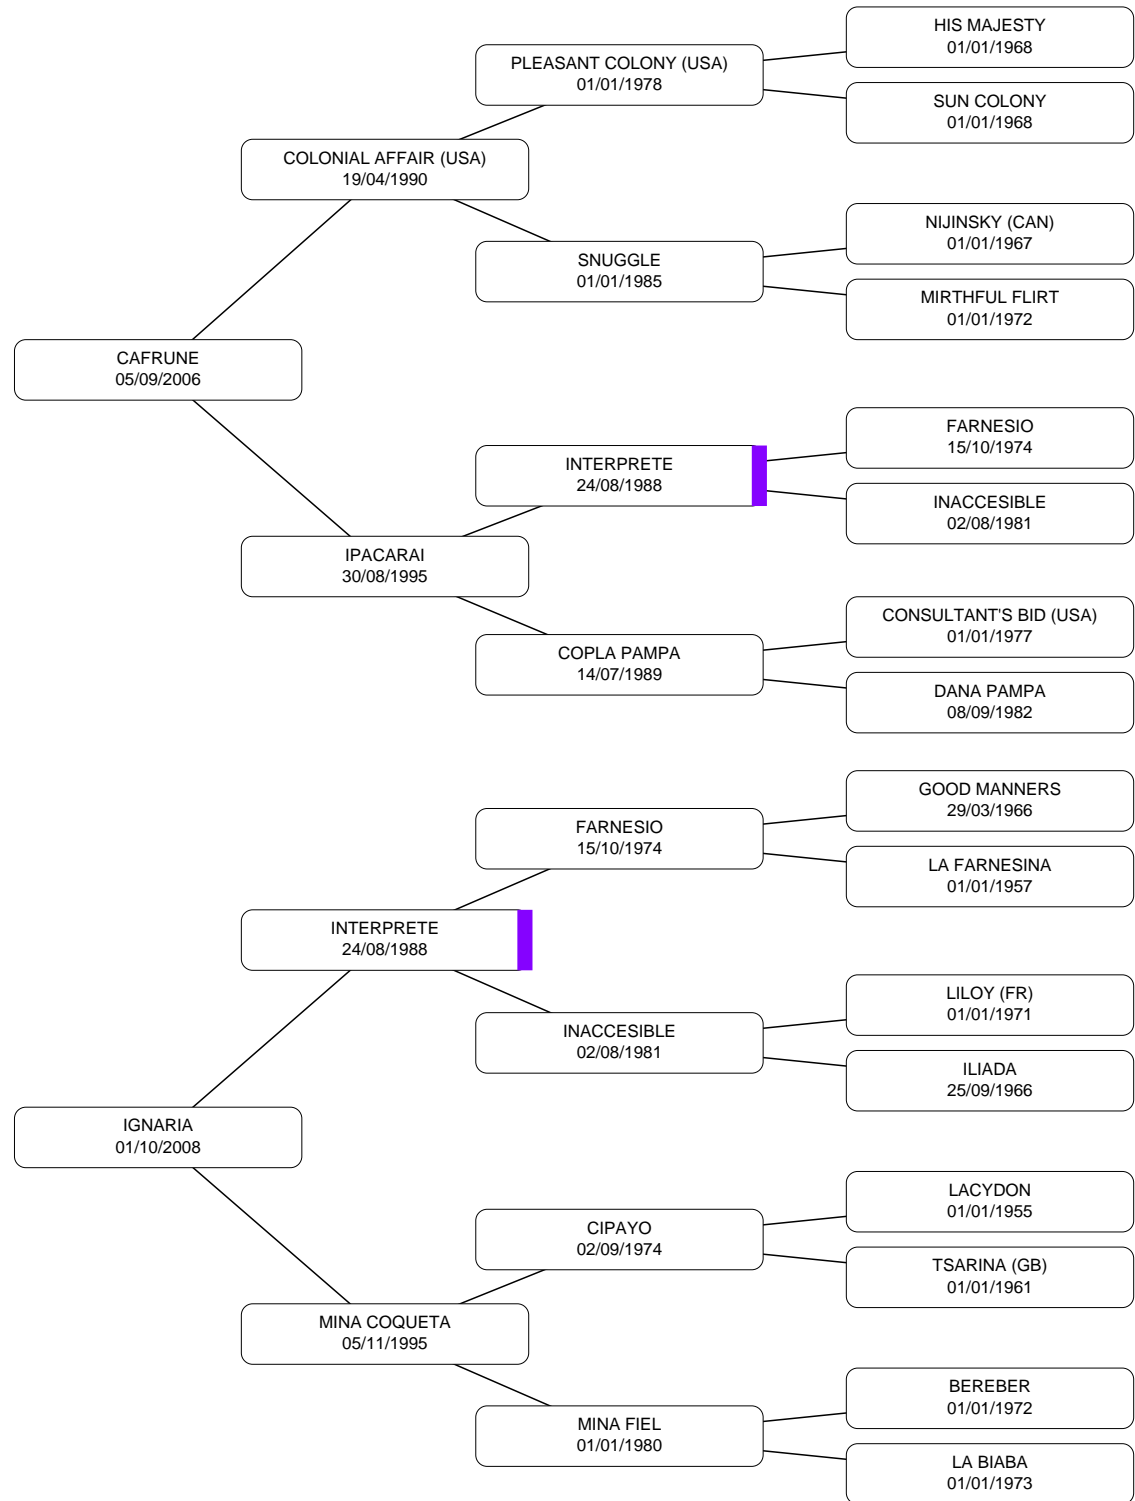 HIS MAJESTY
01/01/1968
PLEASANT COLONY (USA)
01/01/1978
SUN COLONY
01/01/1968
COLONIAL AFFAIR (USA)
19/04/1990
NIJINSKY (CAN)
01/01/1967
SNUGGLE
01/01/1985
MIRTHFUL FLIRT
01/01/1972
CAFRUNE
05/09/2006
FARNESIO
15/10/1974
INTERPRETE
24/08/1988
INACCESIBLE
02/08/1981
IPACARAI
30/08/1995
CONSULTANT'S BID (USA)
01/01/1977
COPLA PAMPA
14/07/1989
DANA PAMPA
08/09/1982
GOOD MANNERS
29/03/1966
FARNESIO
15/10/1974
LA FARNESINA
01/01/1957
INTERPRETE
24/08/1988
LILOY (FR)
01/01/1971
INACCESIBLE
02/08/1981
ILIADA
25/09/1966
IGNARIA
01/10/2008
LACYDON
01/01/1955
CIPAYO
02/09/1974
TSARINA (GB)
01/01/1961
MINA COQUETA
05/11/1995
BEREBER
01/01/1972
MINA FIEL
01/01/1980
LA BIABA
01/01/1973